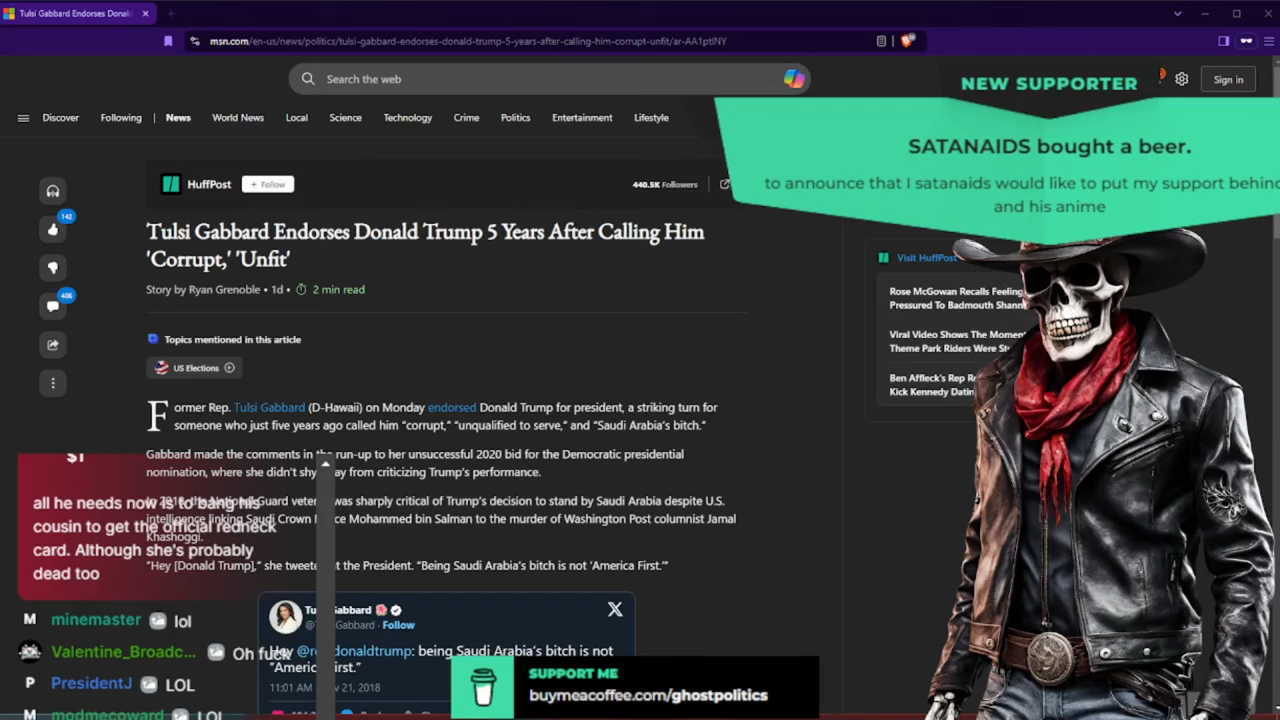 Tulsi Gabbard Endorses Donal
msn.com/en-us/news/politics/tulsi-gabbard-endorses-donald-trump-5-years-after-calling-him-corrupt-unfit/ar-AA1ptlNY
Search the web
Sign in
NEW SUPPORTER
SATANAIDS bought a beer.
to announce that I satanaids would like to put my support behind
and his anime
Discover
Following
News
World News
Local
Science
Technology
Crime
Politics
Entertainment
Lifestyle
HuffPost
+ Follow
440.5K Followers
142
406
Tulsi Gabbard Endorses Donald Trump 5 Years After Calling Him
'Corrupt,' 'Unfit'
Story by Ryan Grenoble • 1d • 2 min read
Topics mentioned in this article
US Elections
Former Rep. Tulsi Gabbard (D-Hawaii) on Monday endorsed Donald Trump for president, a striking turn for
someone who just five years ago called him “corrupt,” “unqualified to serve,” and “Saudi Arabia’s bitch.”
Gabbard made the comments in the run-up to her unsuccessful 2020 bid for the Democratic presidential
nomination, where she didn't shy away from criticizing Trump's performance.
In 2018, the National Guard veteran was sharply critical of Trump's decision to stand by Saudi Arabia despite U.S.
intelligence linking Saudi Crown Prince Mohammed bin Salman to the murder of Washington Post columnist Jamal
Khashoggi.
“Hey [Donald Trump],” she tweeted at the President. “Being Saudi Arabia’s bitch is not ‘America First.’”
Tulsi Gabbard
Gabbard · Follow
Hey @realdonaldtrump: being Saudi Arabia's bitch is not
"America First."
11:01 AM 21, 2018
Visit HuffPost
Rose McGowan Recalls Feeling
Pressured To Badmouth Shann
Viral Video Shows The Momen
Theme Park Riders Were St
Ben Affleck's Rep R
Kick Kennedy Datin
$1
all he needs now is to bang his
cousin to get the official redneck
card. Although she's probably
dead too
M minemaster lol
Valentine_Broadc... Oh fuck
P PresidentJ LOL
M modmecoward LOL
SUPPORT ME
buymeacoffee.com/ghostpolitics